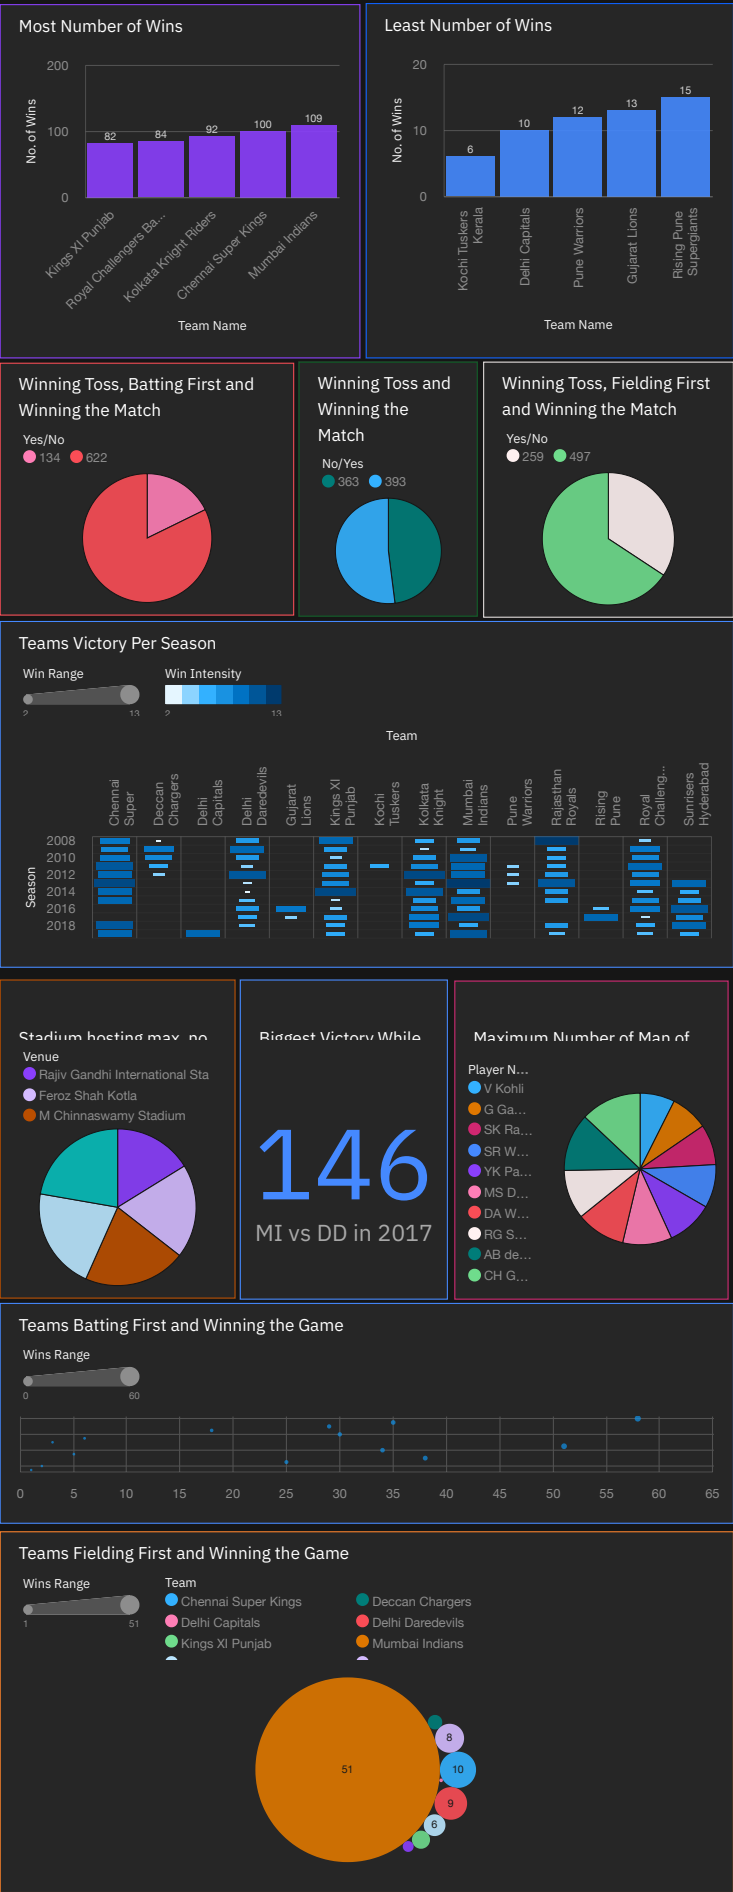 Most Number of Wins
200
100
0
No. of Wins
82
84
92
100
109
Kings XI Punjab
Royal Challengers Ba...
Kolkata Knight Riders
Chennai Super Kings
Mumbai Indians
Team Name
Least Number of Wins
20
10
0
No. of Wins
6
10
12
13
15
Kochi Tuskers
Kerala
Delhi Capitals
Pune Warriors
Gujarat Lions
Rising Pune
Supergiants
Team Name
Winning Toss, Batting First and
Winning the Match
Yes/No
134 622
Winning Toss and
Winning the
Match
No/Yes
363 393
Winning Toss, Fielding First
and Winning the Match
Yes/No
259 497
Teams Victory Per Season
Win Range
2 13
Win Intensity
2 13
Team
Chennai
Super
Deccan
Chargers
Delhi
Capitals
Delhi
Daredevils
Gujarat
Lions
Kings XI
Punjab
Kochi
Tuskers
Kolkata
Knight
Mumbai
Indians
Pune
Warriors
Rajasthan
Royals
Rising
Pune
Royal
Challeng...
Sunrisers
Hyderabad
Season
2008
2010
2012
2014
2016
2018
Stadium hosting max. no
Venue
Rajiv Gandhi International Sta
Feroz Shah Kotla
M Chinnaswamy Stadium
Biggest Victory While
146
MI vs DD in 2017
Maximum Number of Man of
Player N...
V Kohli
G Ga...
SK Ra...
SR W...
YK Pa...
MS D...
DA W...
RG S...
AB de...
CH G...
Teams Batting First and Winning the Game
Wins Range
0 60
0 5 10 15 20 25 30 35 40 45 50 55 60 65
Teams Fielding First and Winning the Game
Wins Range
1 51
Team
Chennai Super Kings
Deccan Chargers
Delhi Capitals
Delhi Daredevils
Kings XI Punjab
Mumbai Indians
51
8
10
9
6